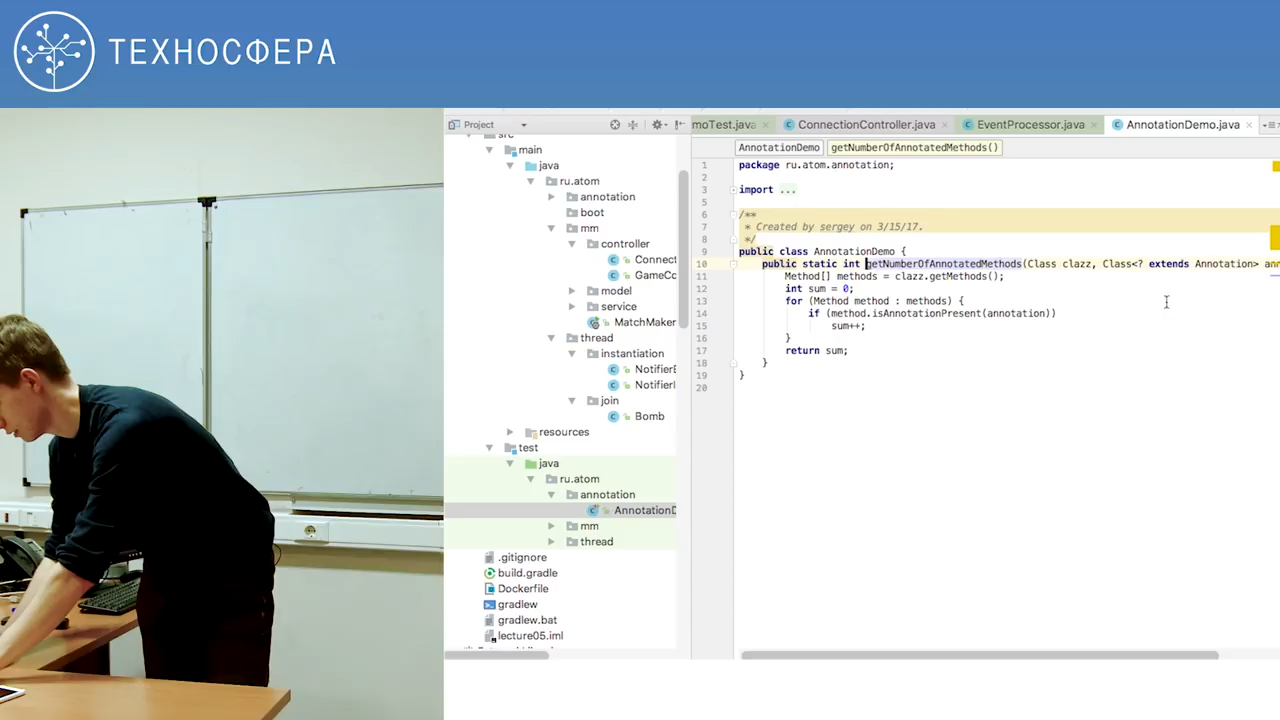 ТЕХНОСФЕРА
Project
moTest.java
ConnectionController.java
EventProcessor.java
AnnotationDemo.java
AnnotationDemo
getNumberOfAnnotatedMethods()
src
main
java
ru.atom
annotation
boot
mm
controller
Connect
GameCo
model
service
MatchMaker
thread
instantiation
Notifier
Notifier
join
Bomb
resources
test
java
ru.atom
annotation
AnnotationD
mm
thread
.gitignore
build.gradle
Dockerfile
gradlew
gradlew.bat
lecture05.iml
1 package ru.atom.annotation;
2
3 import ...
5
6 /**
7 * Created by sergey on 3/15/17.
8 */
9 public class AnnotationDemo {
10 public static int getNumberOfAnnotatedMethods(Class clazz, Class<? extends Annotation> ann
11 Method[] methods = clazz.getMethods();
12 int sum = 0;
13 for (Method method : methods) {
14 if (method.isAnnotationPresent(annotation))
15 sum++;
16 }
17 return sum;
18 }
19 }
20